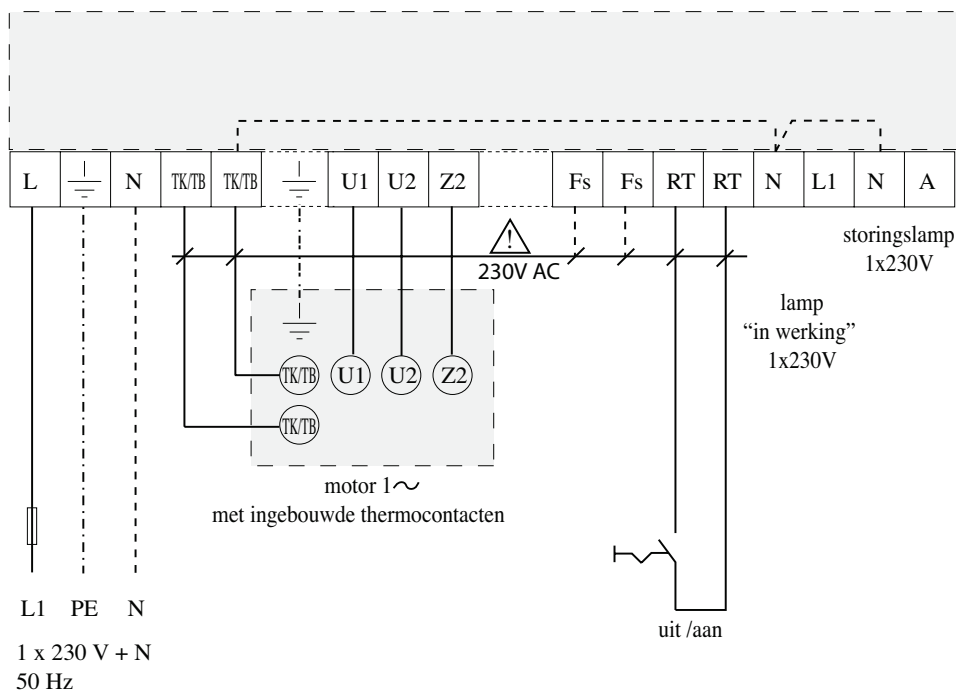 L N TK/TB TK/TB U1 U2 Z2 Fs Fs RT RT N L1 N A
storingslamp
1x230V
230V AC
lamp
“in werking”
1x230V
TK/TB U1 U2 Z2
TK/TB
motor 1~
met ingebouwde thermocontacten
uit /aan
L1 PE N
1 x 230 V + N
50 Hz